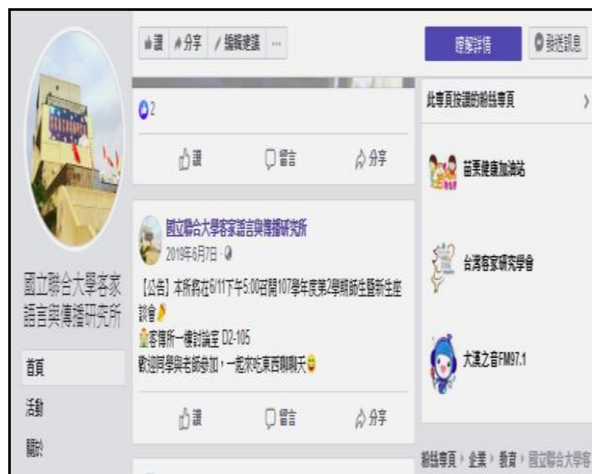 讚 分享 編輯建議 ...
瞭解詳情
發送訊息
2
讚 留言 分享
國立聯合大學客家語言與傳播研究所
2019年6月7日
【公告】本所將在6/11下午5:00召開107學年度第2學期師生暨新生座
談會
客傳所一樓討論室 D2-105
歡迎同學與老師參加，一起來吃東西聊聊天
讚 留言 分享
國立聯合大學客家
語言與傳播研究所
首頁
活動
關於
此專頁按讚的粉絲專頁
苗栗健康加油站
台灣客家研究學會
大漢之音FM97.1
粉絲專頁 企業 教育 國立聯合大學客